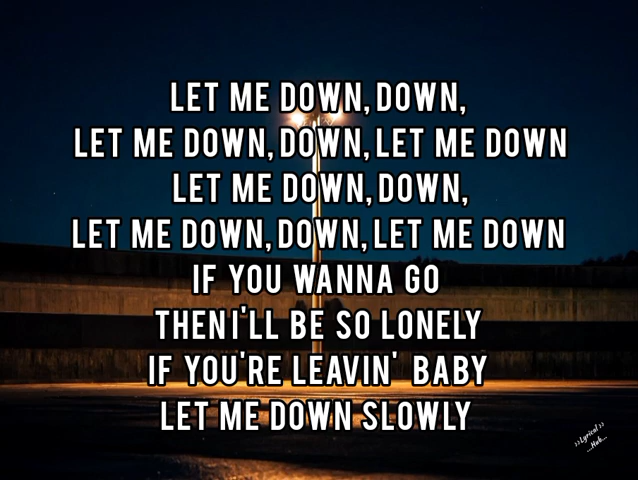 LET ME DOWN, DOWN,
LET ME DOWN, DOWN, LET ME DOWN
LET ME DOWN, DOWN,
LET ME DOWN, DOWN, LET ME DOWN
IF YOU WANNA GO
THEN I'LL BE SO LONELY
IF YOU'RE LEAVIN' BABY
LET ME DOWN SLOWLY
>>Lyrical>>
...Hub...